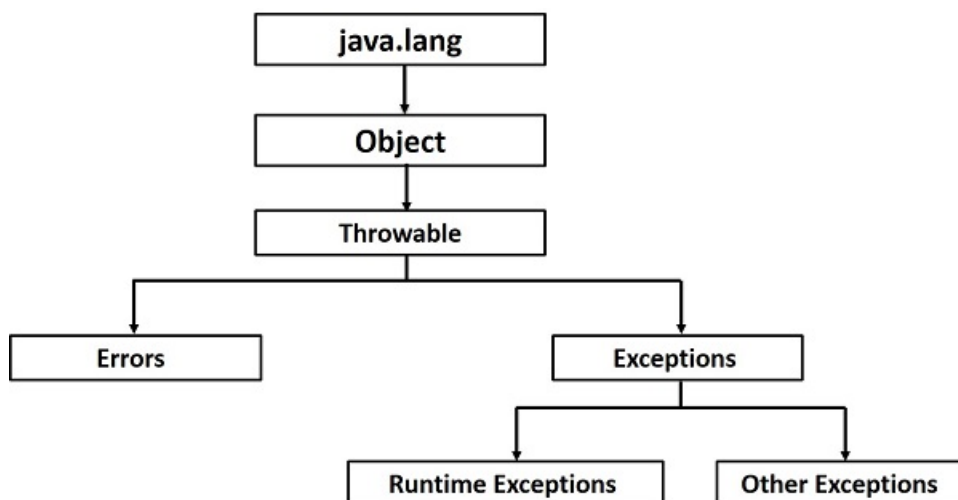 java.lang
Object
Throwable
Errors
Exceptions
Runtime Exceptions
Other Exceptions